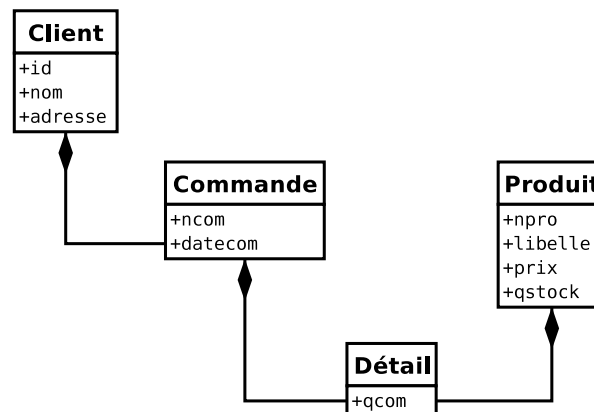 Client
+id
+nom
+adresse
Commande
+ncom
+datecom
Produit
+npro
+libelle
+prix
+qstock
Détail
+qcom